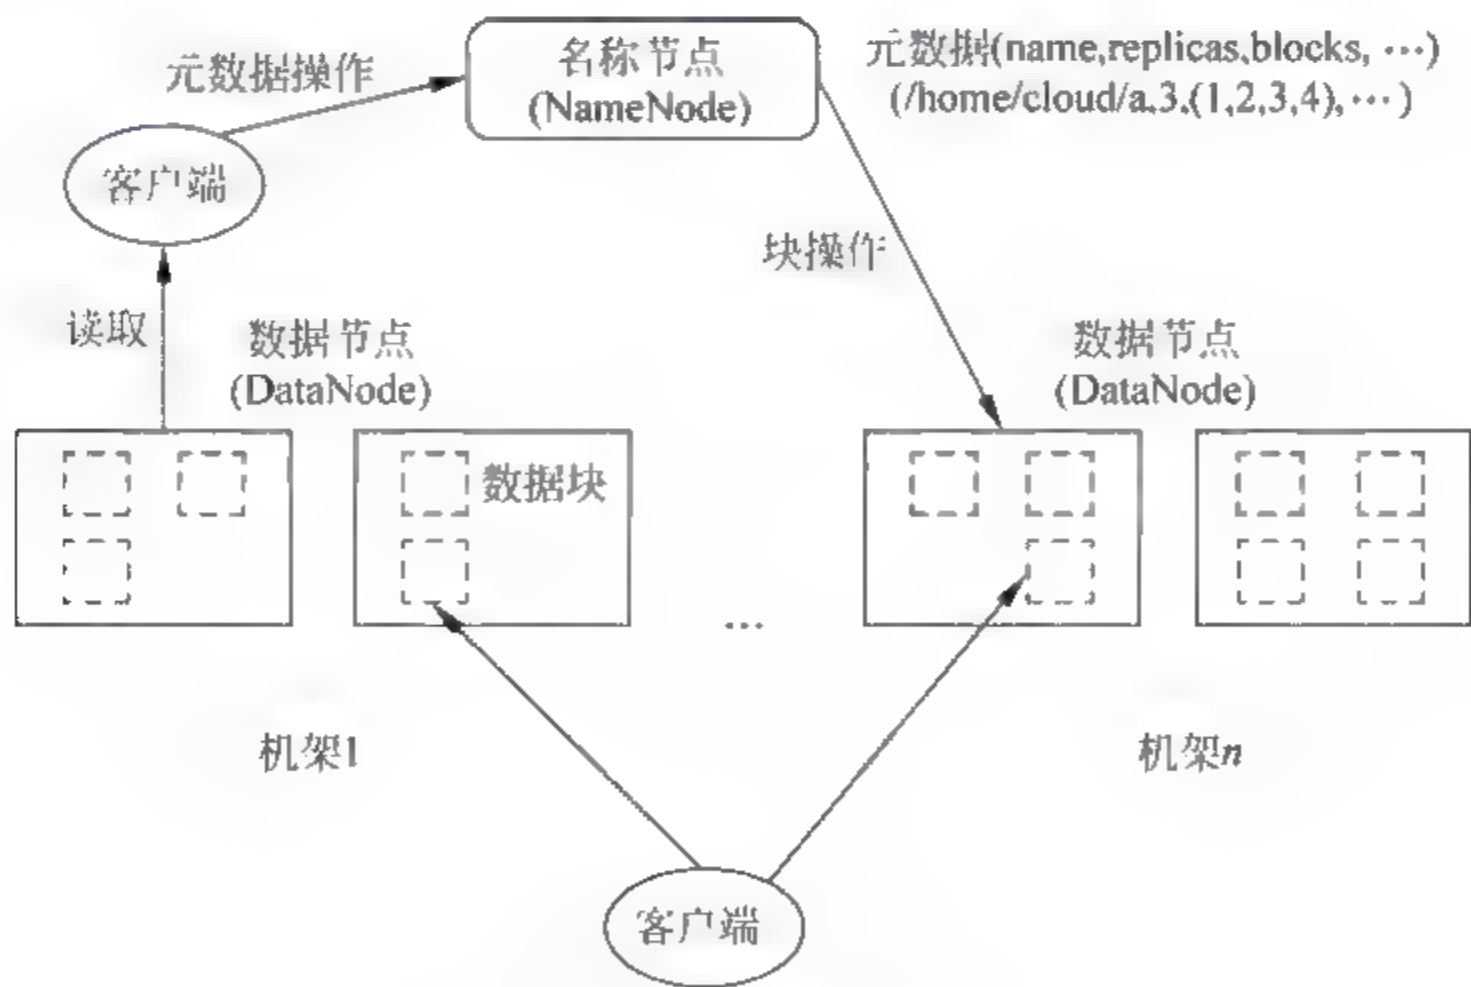 元数据操作
名称节点
(NameNode)
元数据(name,replicas,blocks, …)
(/home/cloud/a,3,(1,2,3,4), … )
客户端
块操作
读取
数据节点
(DataNode)
数据节点
(DataNode)
数据块
…
机架1
机架n
客户端